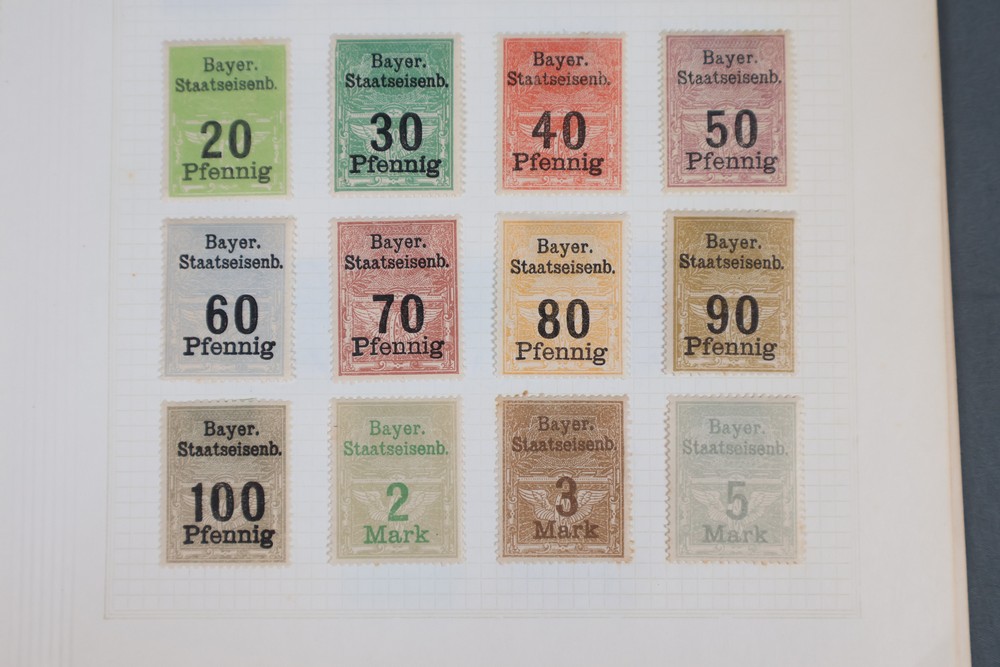 Bayer.
Staatseisenb.
20
Pfennig
Bayer.
Staatseisenb.
30
Pfennig
Bayer.
Staatseisenb.
40
Pfennig
Bayer.
Staatseisenb.
50
Pfennig
Bayer.
Staatseisenb.
60
Pfennig
Bayer.
Staatseisenb.
70
Pfennig
Bayer.
Staatseisenb.
80
Pfennig
Bayer.
Staatseisenb.
90
Pfennig
Bayer.
Staatseisenb.
100
Pfennig
Bayer.
Staatseisenb.
2
Mark
Bayer.
Staatseisenb.
3
Mark
Bayer.
Staatseisenb.
5
Mark